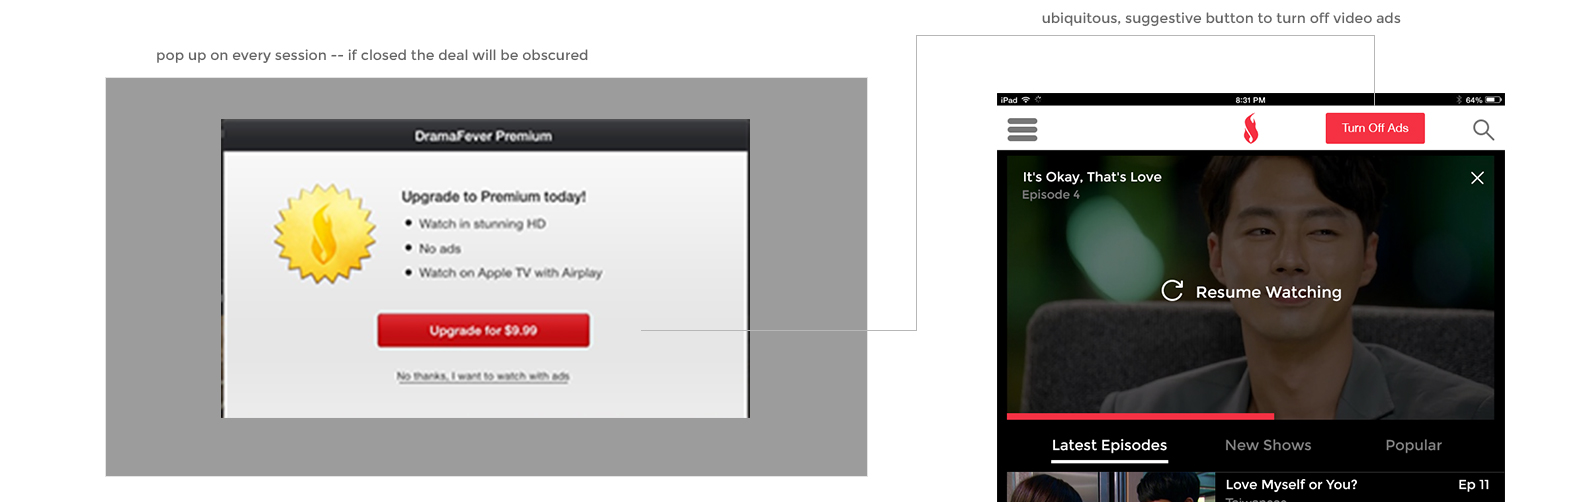 ubiquitous, suggestive button to turn off video ads
pop up on every session -- if closed the deal will be obscured
DramaFever Premium
Upgrade to Premium today!
• Watch in stunning HD
• No ads
• Watch on Apple TV with Airplay
Upgrade for $9.99
No thanks, I want to watch with ads
iPad 8:31 PM 64%
Turn Off Ads
It's Okay, That's Love
Episode 4
Resume Watching
Latest Episodes New Shows Popular
Love Myself or You? Ep 11
Taiwanese